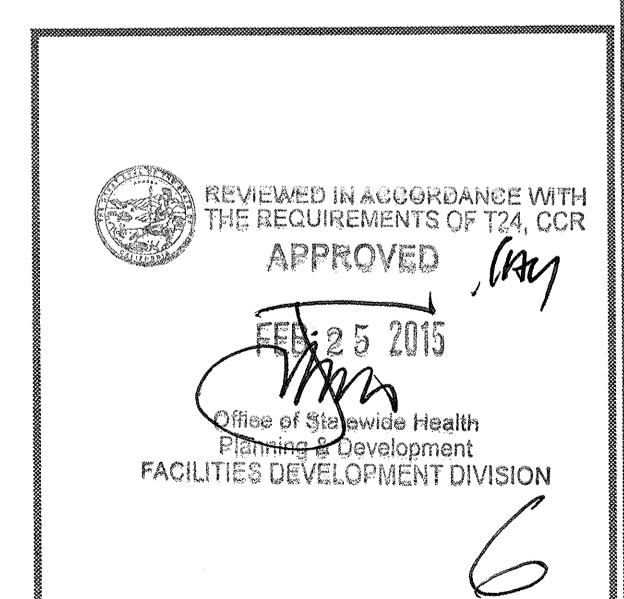 REVIEWED IN ACCORDANCE WITH
THE REQUIREMENTS OF T24, CCR
APPROVED
FEB 25 2015
Office of Statewide Health
Planning & Development
FACILITIES DEVELOPMENT DIVISION
6